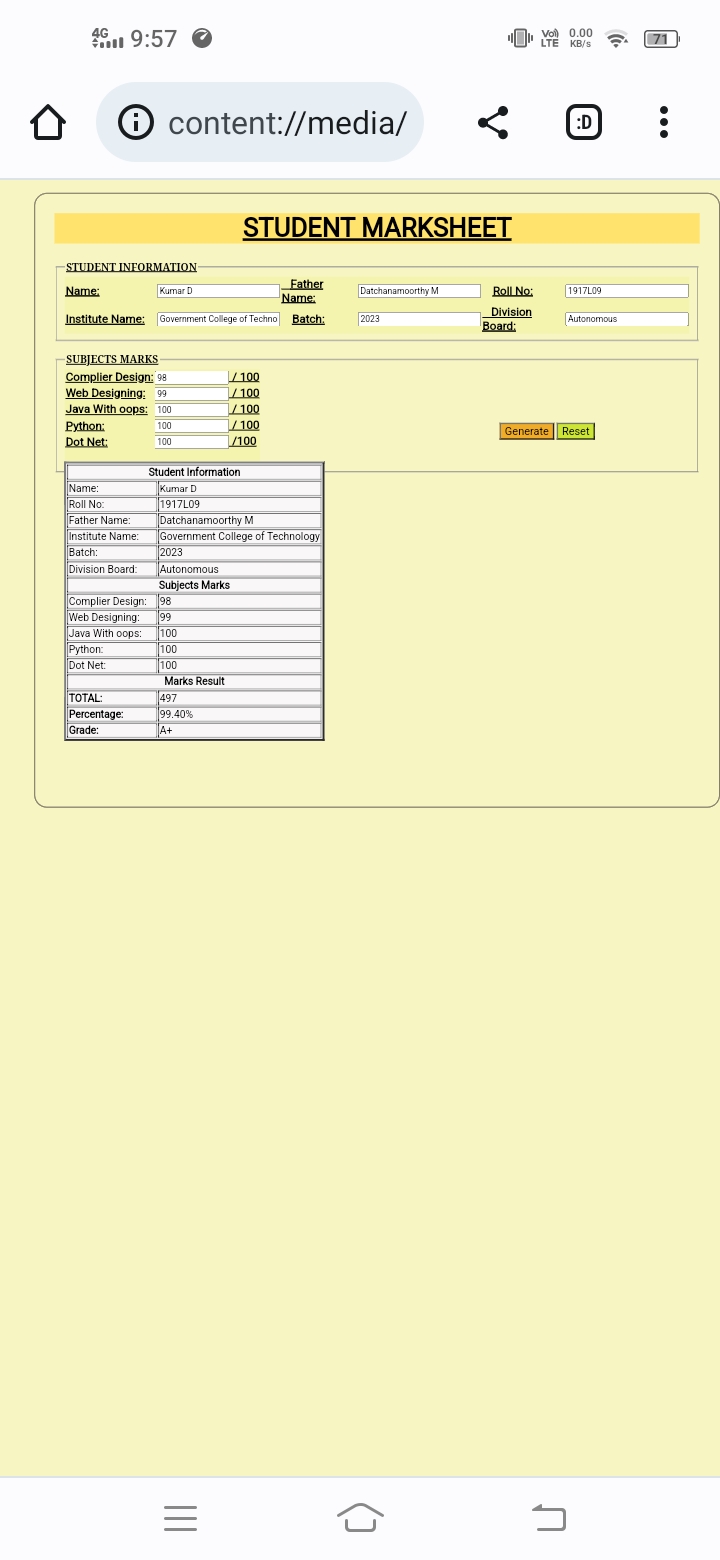 4G 9:57 Vo) LTE 0.00 KB/s 71
content://media/ :D
STUDENT MARKSHEET
STUDENT INFORMATION
Name: Kumar D Father Name: Datchanamoorthy M Roll No: 1917L09
Institute Name: Government College of Techno Batch: 2023 Division Board: Autonomous
SUBJECTS MARKS
Complier Design: 98 / 100
Web Designing: 99 / 100
Java With oops: 100 / 100
Python: 100 / 100
Dot Net: 100 /100
Generate Reset
Student Information
Name: Kumar D
Roll No: 1917L09
Father Name: Datchanamoorthy M
Institute Name: Government College of Technology
Batch: 2023
Division Board: Autonomous
Subjects Marks
Complier Design: 98
Web Designing: 99
Java With oops: 100
Python: 100
Dot Net: 100
Marks Result
TOTAL: 497
Percentage: 99.40%
Grade: A+